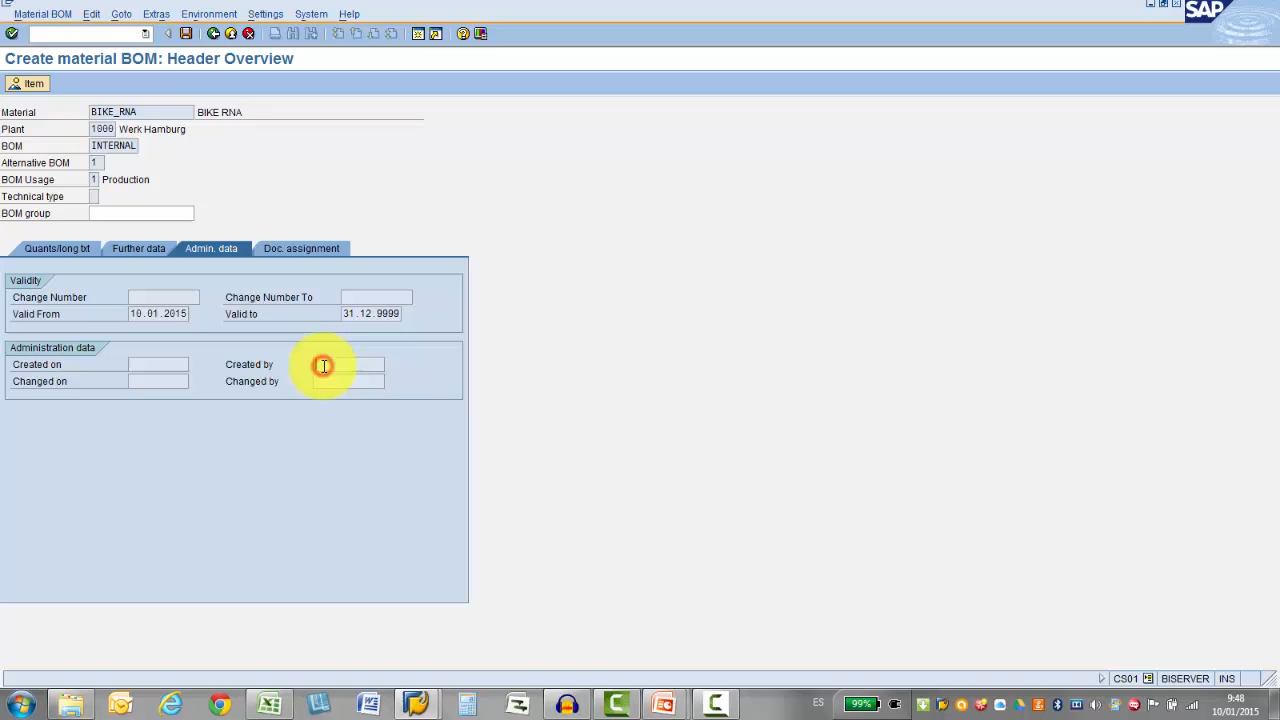 Material BOM Edit Goto Extras Environment Settings System Help
SAP
Create material BOM: Header Overview
Item
Material BIKE_RNA BIKE RNA
Plant 1000 Werk Hamburg
BOM INTERNAL
Alternative BOM 1
BOM Usage 1 Production
Technical type
BOM group
Quants/long txt Further data Admin. data Doc. assignment
Validity
Change Number Change Number To
Valid From 10.01.2015 Valid to 31.12.9999
Administration data
Created on Created by
Changed on Changed by
CS01 BISERVER INS
ES 99% 9:48
10/01/2015